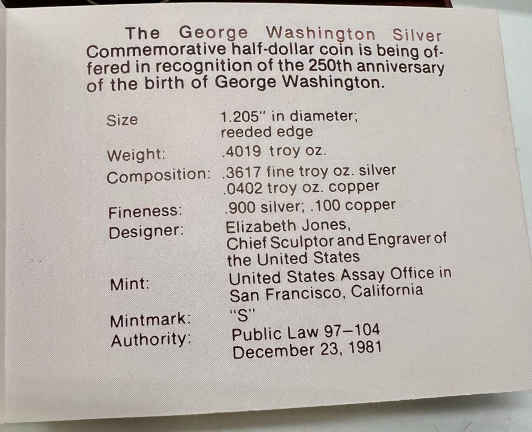 The George Washington Silver
Commemorative half-dollar coin is being of-
fered in recognition of the 250th anniversary
of the birth of George Washington.
Size 1.205" in diameter;
reeded edge
Weight: .4019 troy oz.
Composition: .3617 fine troy oz. silver
.0402 troy oz. copper
Fineness: .900 silver; .100 copper
Designer: Elizabeth Jones,
Chief Sculptor and Engraver of
the United States
Mint: United States Assay Office in
San Francisco, California
Mintmark: "S"
Authority: Public Law 97–104
December 23, 1981